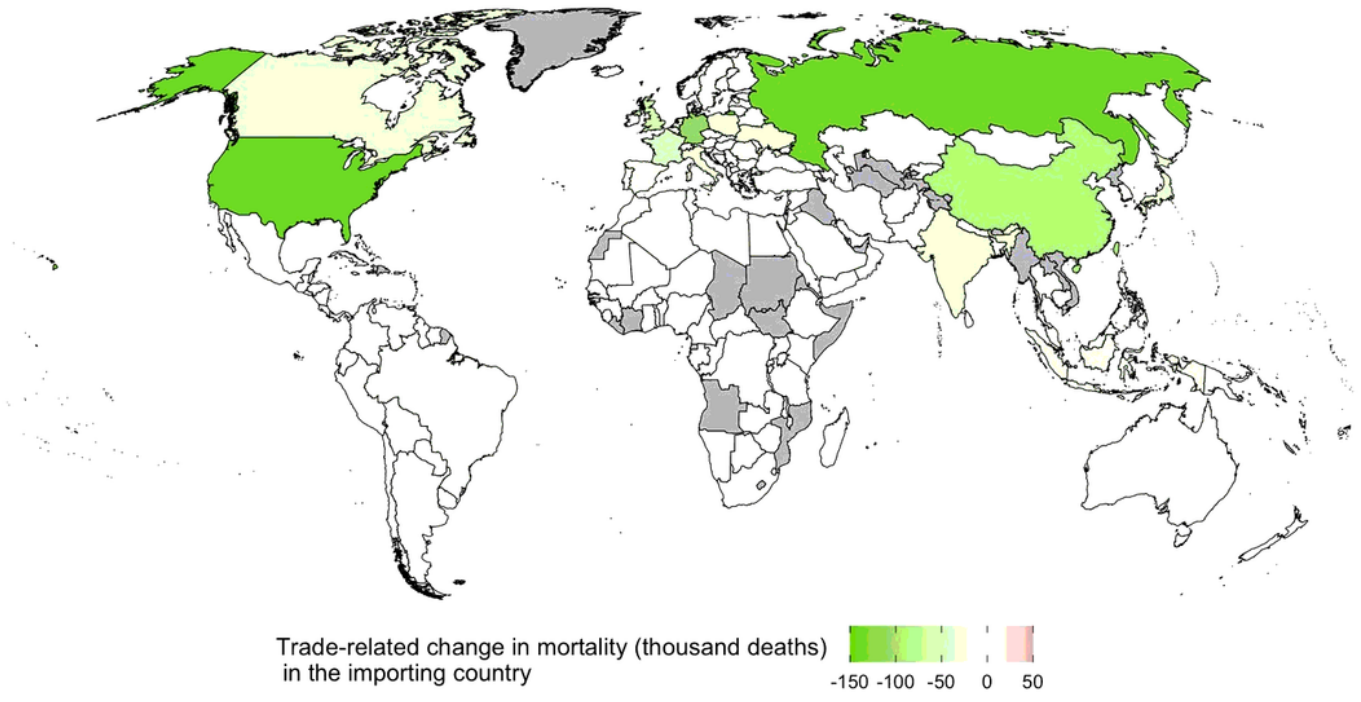 Trade-related change in mortality (thousand deaths)
in the importing country
-150 -100 -50 0 50